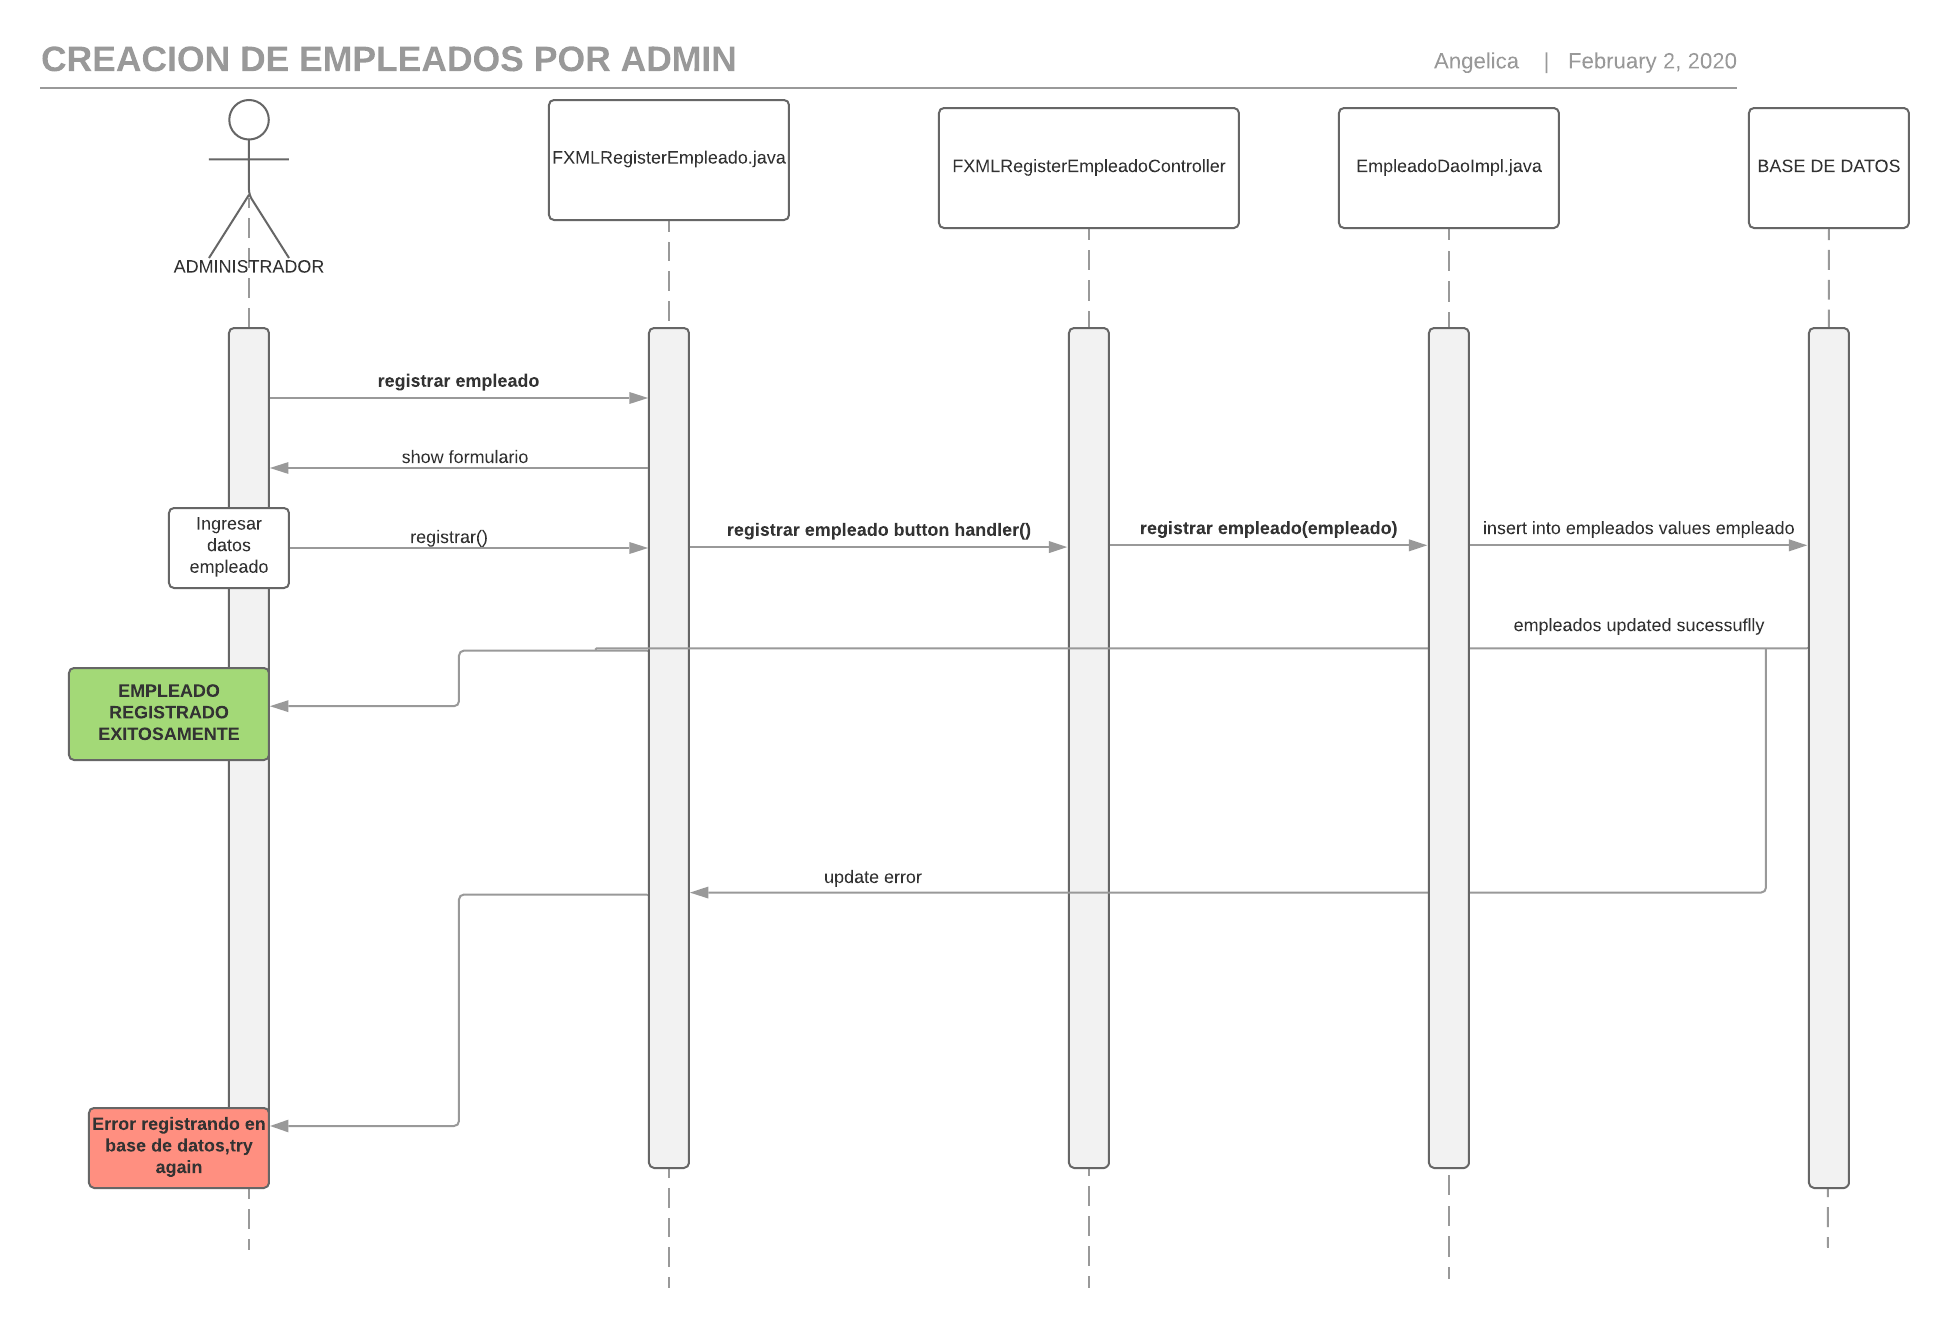 CREACION DE EMPLEADOS POR ADMIN
Angelica | February 2, 2020
FXMLRegisterEmpleado.java
FXMLRegisterEmpleadoController
EmpleadoDaoImpl.java
BASE DE DATOS
ADMINISTRADOR
registrar empleado
show formulario
Ingresar
datos
empleado
registrar()
registrar empleado button handler()
registrar empleado(empleado)
insert into empleados values empleado
empleados updated sucessuflly
EMPLEADO
REGISTRADO
EXITOSAMENTE
update error
Error registrando en
base de datos,try
again